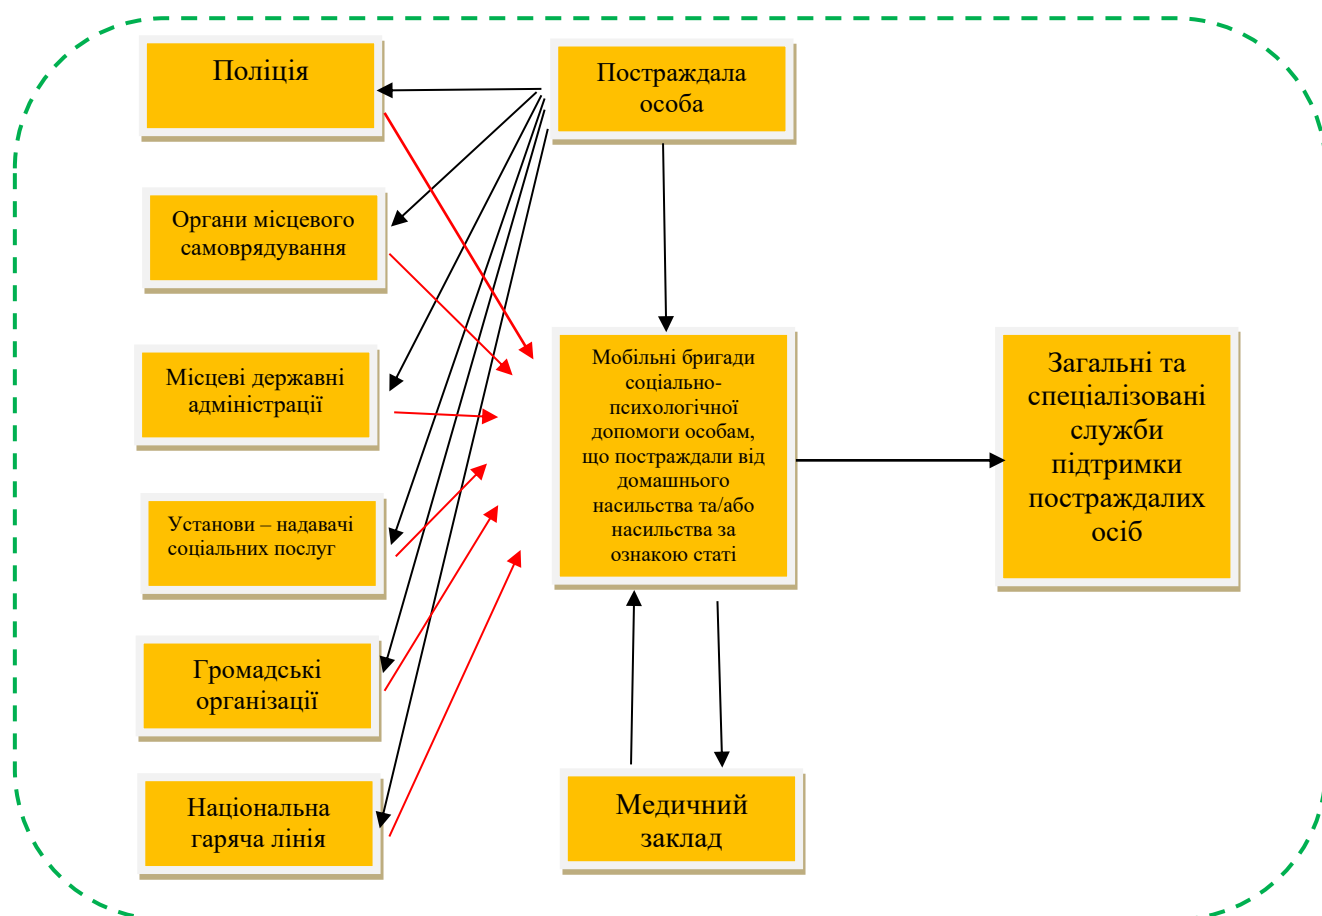 Поліція
Постраждала
особа
Органи місцевого
самоврядування
Місцеві державні
адміністрації
Мобільні бригади
соціально-
психологічної
допомоги особам,
що постраждали від
домашнього
насильства та/або
насильства за
ознакою статі
Загальні та
спеціалізовані
служби
підтримки
постраждалих
осіб
Установи – надавачі
соціальних послуг
Громадські
організації
Національна
гаряча лінія
Медичний
заклад